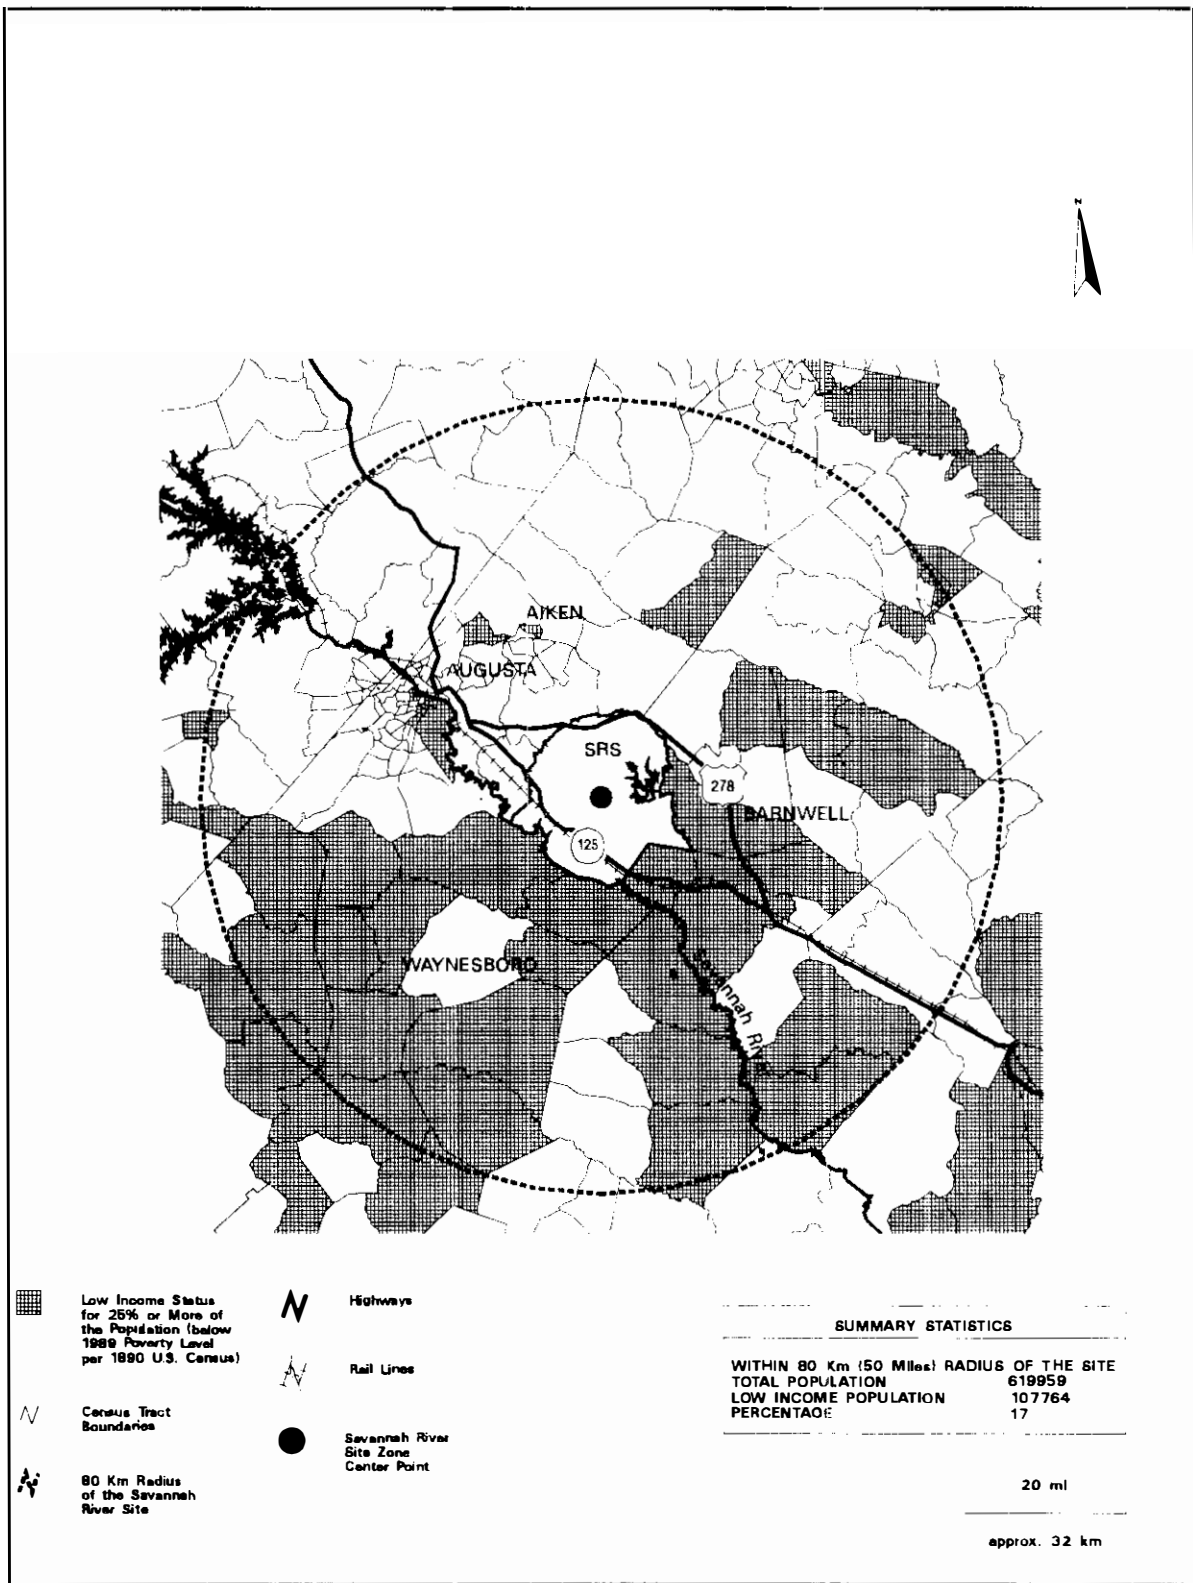 N
AIKEN
AUGUSTA
SRS
278
BARNWELL
125
WAYNESBORO
Savannah River
Low Income Status
for 25% or More of
the Population (below
1989 Poverty Level
per 1990 U.S. Census)
Census Tract
Boundaries
80 Km Radius
of the Savannah
River Site
Highways
Rail Lines
Savannah River
Site Zone
Center Point
SUMMARY STATISTICS
WITHIN 80 Km (50 Miles) RADIUS OF THE SITE
TOTAL POPULATION 619959
LOW INCOME POPULATION 107764
PERCENTAGE 17
20 mi
approx. 32 km